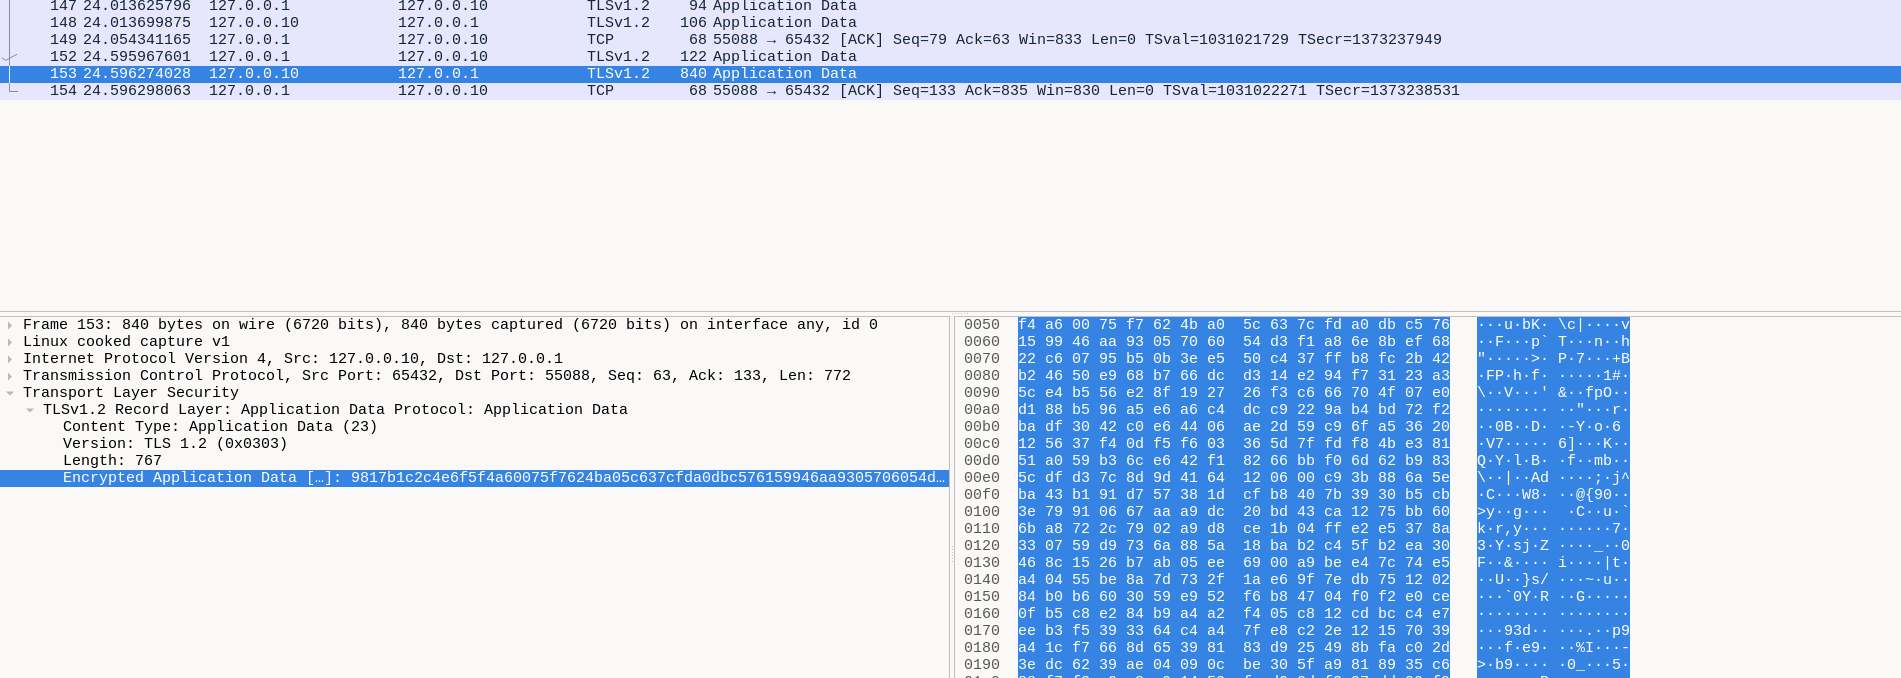 147 24.013625796 127.0.0.1 127.0.0.10 TLSv1.2 94 Application Data
148 24.013699875 127.0.0.10 127.0.0.1 TLSv1.2 106 Application Data
149 24.054341165 127.0.0.1 127.0.0.10 TCP 68 55088 → 65432 [ACK] Seq=79 Ack=63 Win=833 Len=0 TSval=1031021729 TSecr=1373237949
152 24.595967601 127.0.0.1 127.0.0.10 TLSv1.2 122 Application Data
153 24.596274028 127.0.0.10 127.0.0.1 TLSv1.2 840 Application Data
154 24.596298063 127.0.0.1 127.0.0.10 TCP 68 55088 → 65432 [ACK] Seq=133 Ack=835 Win=830 Len=0 TSval=1031022271 TSecr=1373238531
Frame 153: 840 bytes on wire (6720 bits), 840 bytes captured (6720 bits) on interface any, id 0
Linux cooked capture v1
Internet Protocol Version 4, Src: 127.0.0.10, Dst: 127.0.0.1
Transmission Control Protocol, Src Port: 65432, Dst Port: 55088, Seq: 63, Ack: 133, Len: 772
Transport Layer Security
TLSv1.2 Record Layer: Application Data Protocol: Application Data
Content Type: Application Data (23)
Version: TLS 1.2 (0x0303)
Length: 767
Encrypted Application Data […]: 9817b1c2c4e6f5f4a60075f7624ba05c637cfda0dbc576159946aa9305706054d…
0050 f4 a6 00 75 f7 62 4b a0 5c 63 7c fd a0 db c5 76 ···u·bK· \c|····v
0060 15 99 46 aa 93 05 70 60 54 d3 f1 a8 6e 8b ef 68 ··F···p` T···n··h
0070 22 c6 07 95 b5 0b 3e e5 50 c4 37 ff b8 fc 2b 42 "·····>· P·7···+B
0080 b2 46 50 e9 68 b7 66 dc d3 14 e2 94 f7 31 23 a3 ·FP·h·f· ·····1#·
0090 5c e4 b5 56 e2 8f 19 27 26 f3 c6 66 70 4f 07 e0 \··V···' &··fpO··
00a0 d1 88 b5 96 a5 e6 a6 c4 dc c9 22 9a b4 bd 72 f2 ········ ··"···r·
00b0 ba df 30 42 c0 e6 44 06 ae 2d 59 c9 6f a5 36 20 ··0B··D· ·-Y·o·6
00c0 12 56 37 f4 0d f5 f6 03 36 5d 7f fd f8 4b e3 81 ·V7····· 6]···K··
00d0 51 a0 59 b3 6c e6 42 f1 82 66 bb f0 6d 62 b9 83 Q·Y·l·B· ·f··mb··
00e0 5c df d3 7c 8d 9d 41 64 12 06 00 c9 3b 88 6a 5e \··|··Ad ····;·j^
00f0 ba 43 b1 91 d7 57 38 1d cf b8 40 7b 39 30 b5 cb ·C···W8· ··@{90··
0100 3e 79 91 06 67 aa a9 dc 20 bd 43 ca 12 75 bb 60 >y··g··· ·C··u·`
0110 6b a8 72 2c 79 02 a9 d8 ce 1b 04 ff e2 e5 37 8a k·r,y··· ······7·
0120 33 07 59 d9 73 6a 88 5a 18 ba b2 c4 5f b2 ea 30 3·Y·sj·Z ····_··0
0130 46 8c 15 26 b7 ab 05 ee 69 00 a9 be e4 7c 74 e5 F··&···· i····|t·
0140 a4 04 55 be 8a 7d 73 2f 1a e6 9f 7e db 75 12 02 ··U··}s/ ···~·u··
0150 84 b0 b6 60 30 59 e9 52 f6 b8 47 04 f0 f2 e0 ce ···`0Y·R ··G·····
0160 0f b5 c8 e2 84 b9 a4 a2 f4 05 c8 12 cd bc c4 e7 ········ ········
0170 ee b3 f5 39 33 64 c4 a4 7f e8 c2 2e 12 15 70 39 ···93d·· ···.··p9
0180 a4 1c f7 66 8d 65 39 81 83 d9 25 49 8b fa c0 2d ···f·e9· ··%I···-
0190 3e dc 62 39 ae 04 09 0c be 30 5f a9 81 89 35 c6 >·b9···· ·0_···5·